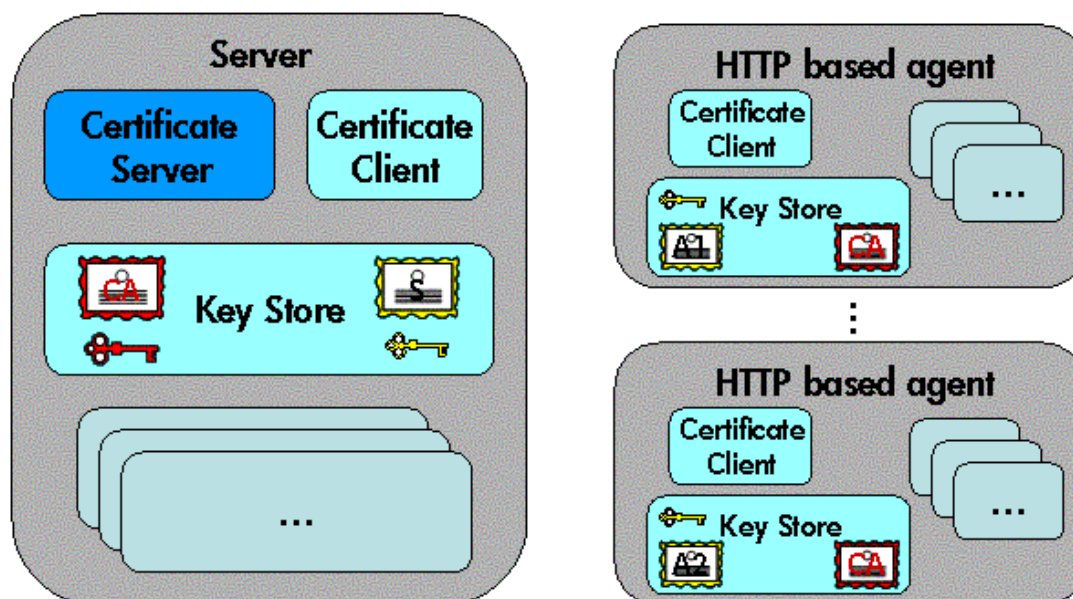 Server
Certificate
Server
Certificate
Client
CA
Key Store
S
...
HTTP based agent
Certificate
Client
...
Key Store
A1
CA
...
HTTP based agent
Certificate
Client
...
Key Store
A2
CA